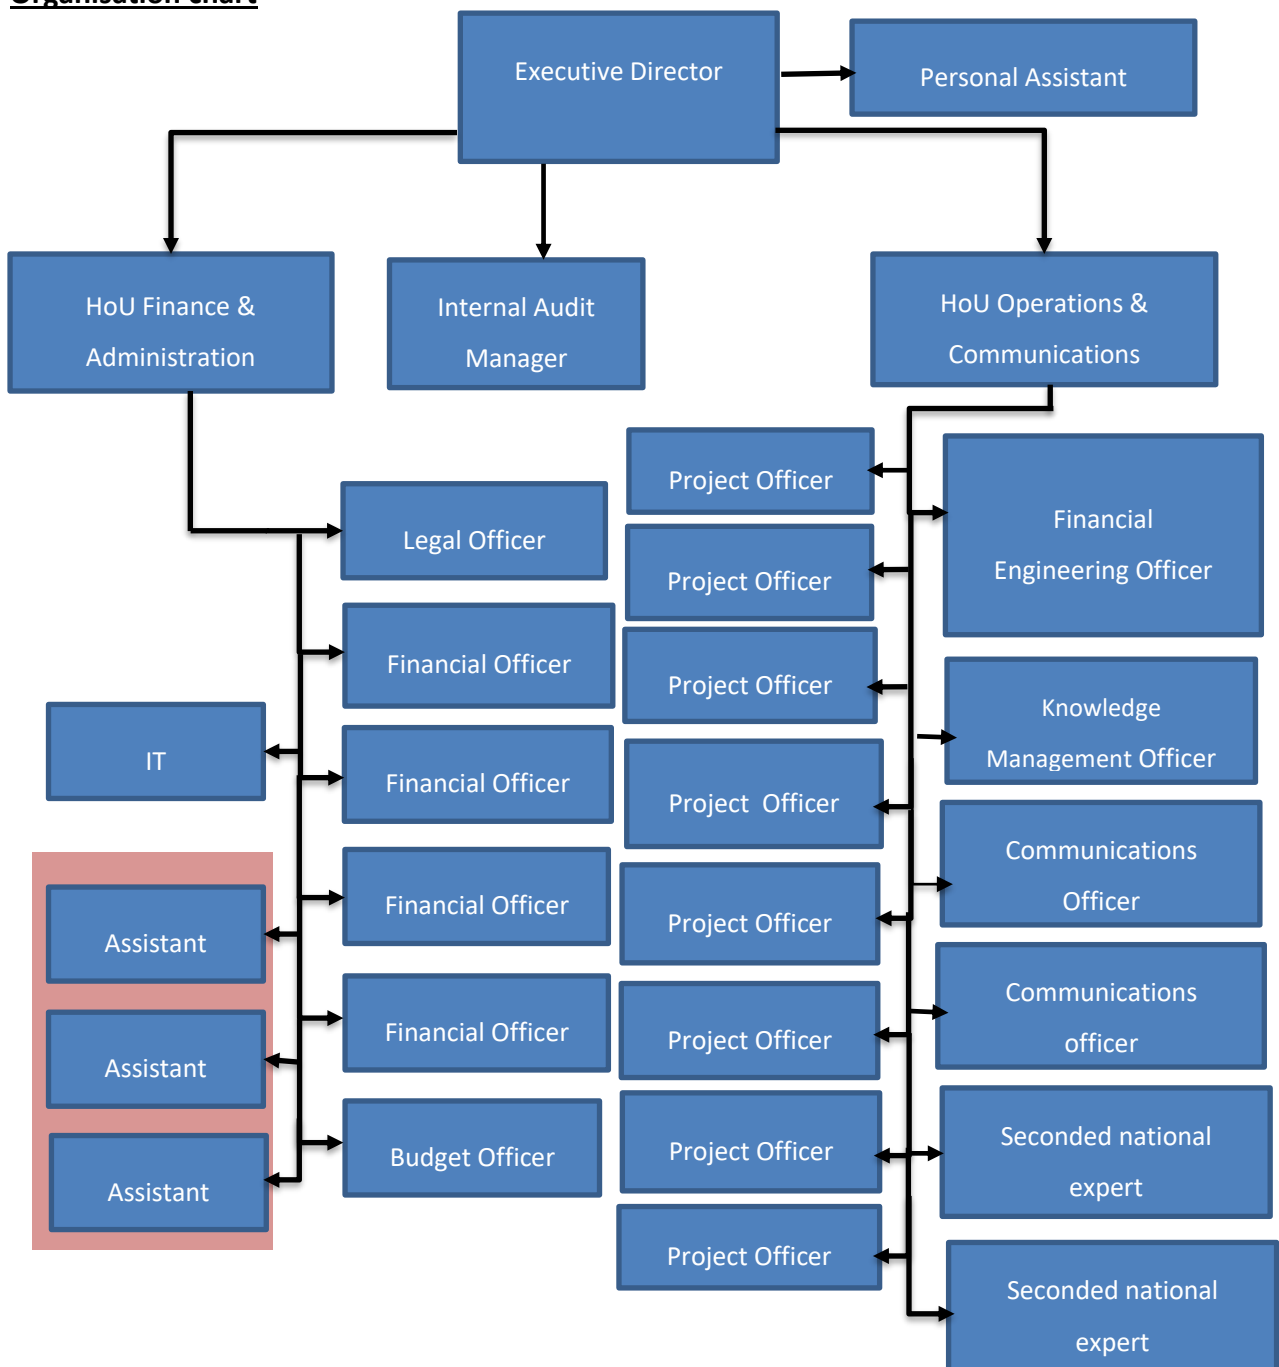 Organisation chart
Executive Director
Personal Assistant
HoU Finance &
Administration
Internal Audit
Manager
HoU Operations &
Communications
Legal Officer
Financial Officer
Financial Officer
Financial Officer
Financial Officer
Budget Officer
IT
Assistant
Assistant
Assistant
Project Officer
Project Officer
Project Officer
Project  Officer
Project Officer
Project Officer
Project Officer
Project Officer
Financial
Engineering Officer
Knowledge
Management Officer
Communications
Officer
Communications
officer
Seconded national
expert
Seconded national
expert